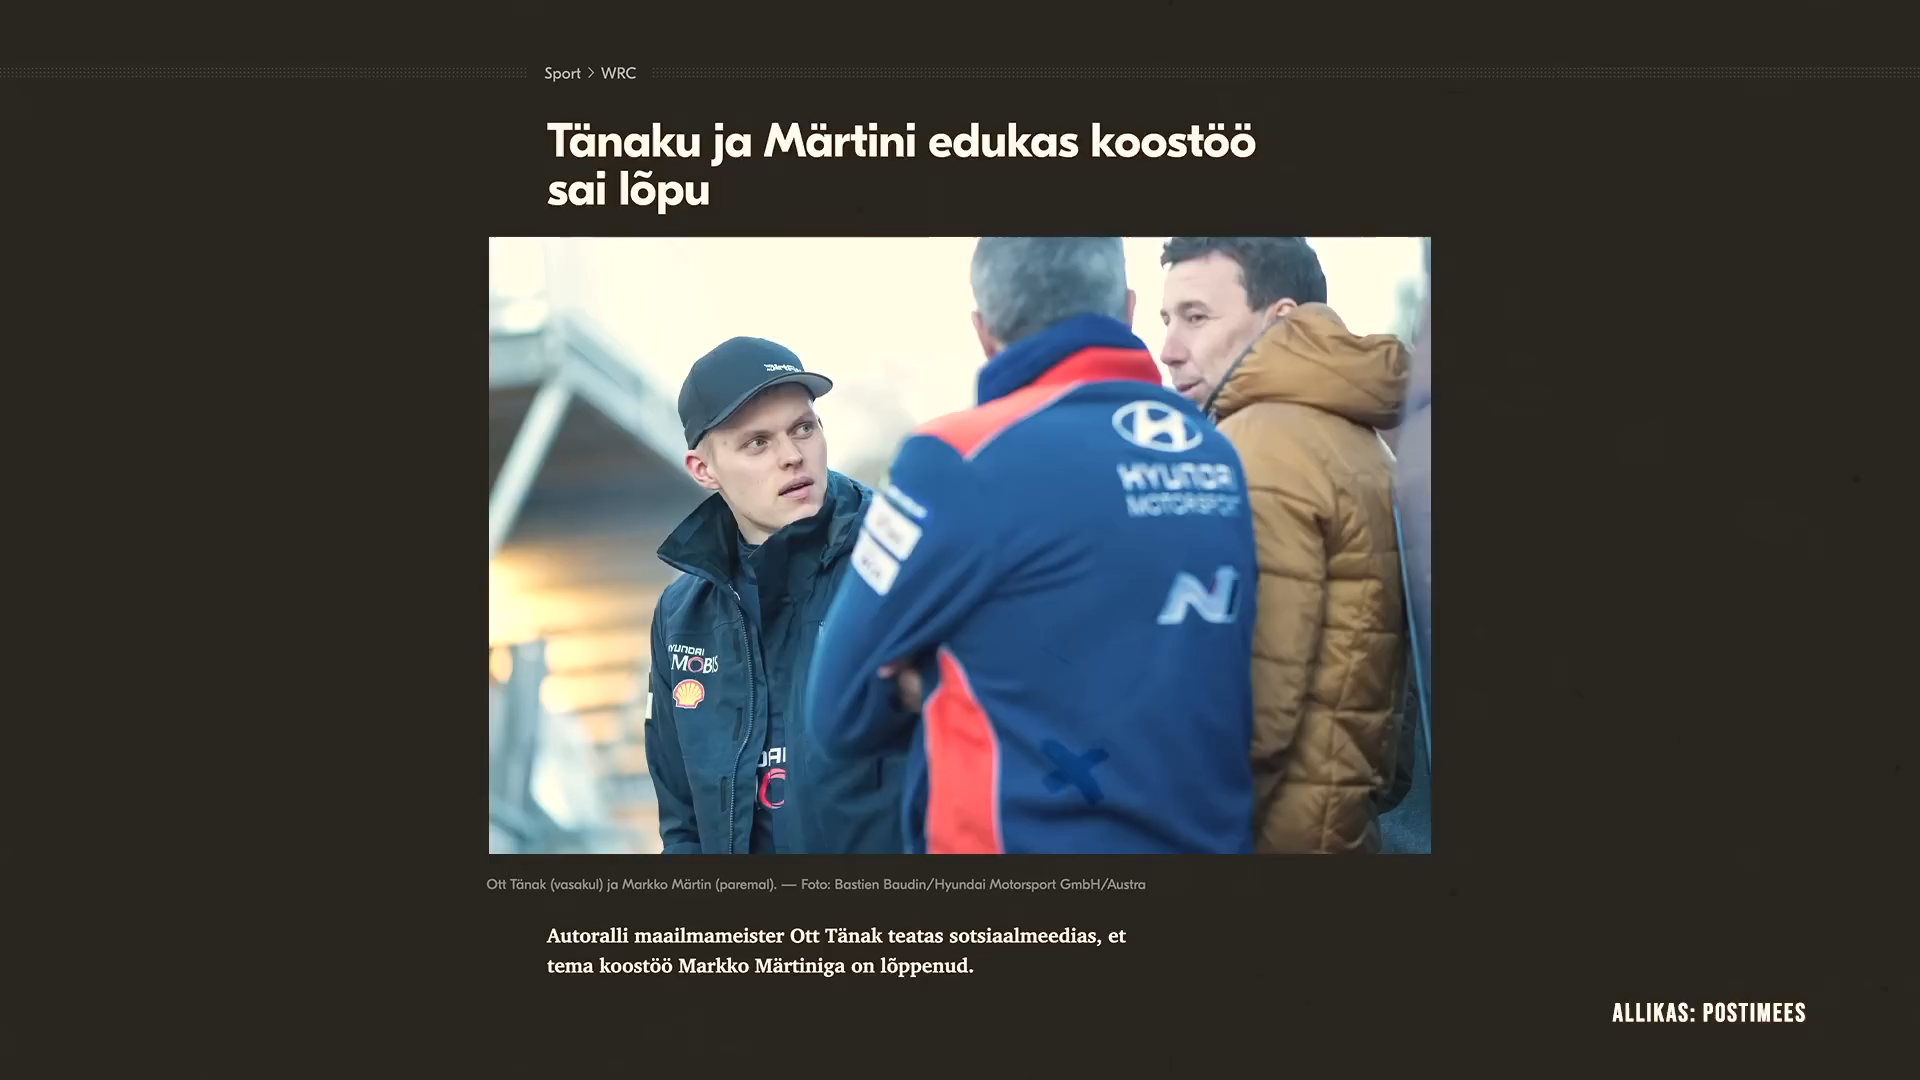 Sport > WRC
Tänaku ja Märtini edukas koostöö
sai lõpu
HYUNDAI
MOTORSPORT
N
HYUNDAI
MOBIS
DAI
Ott Tänak (vasakul) ja Markko Märtin (paremal). — Foto: Bastien Baudin/Hyundai Motorsport GmbH/Austra
Autoralli maailmameister Ott Tänak teatas sotsiaalmeedias, et
tema koostöö Markko Märtiniga on lõppenud.
ALLIKAS: POSTIMEES